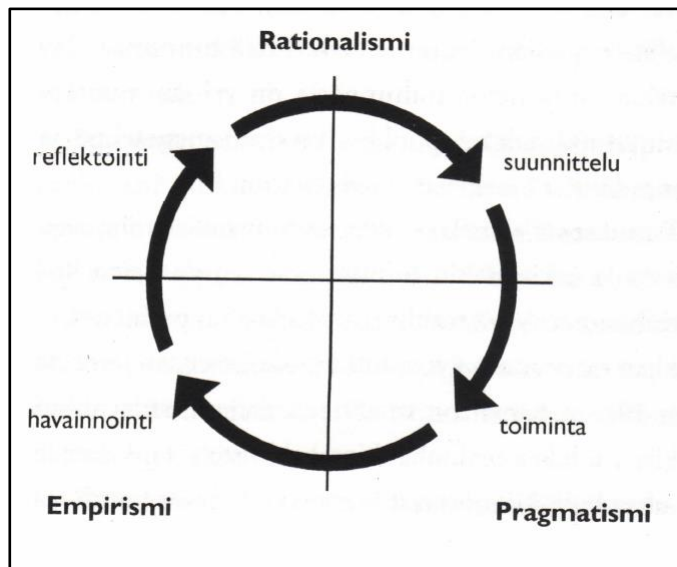 Rationalismi
reflektointi
suunnittelu
havainnointi
toiminta
Empirismi
Pragmatismi